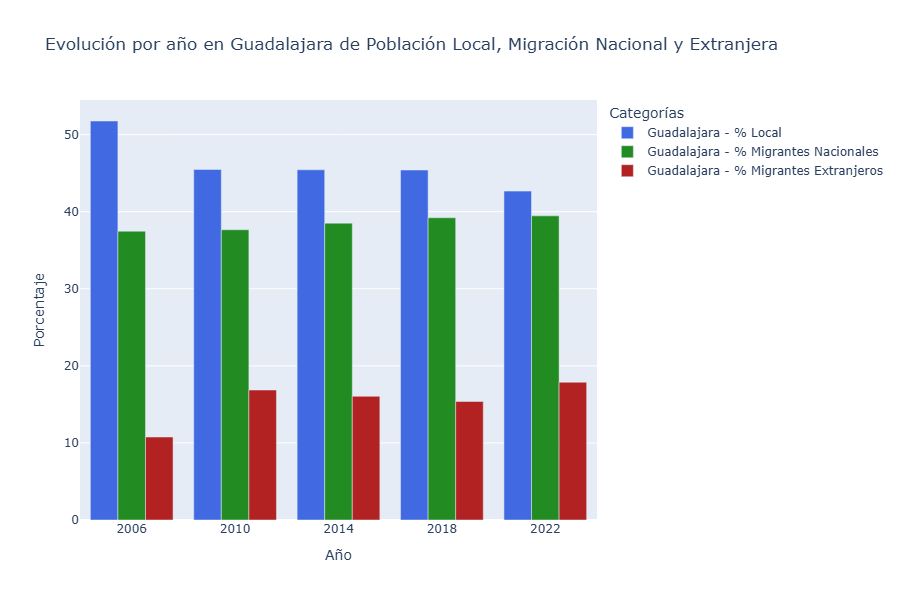 Evolución por año en Guadalajara de Población Local, Migración Nacional y Extranjera
Categorías
Guadalajara - % Local
Guadalajara - % Migrantes Nacionales
Guadalajara - % Migrantes Extranjeros
Porcentaje
50
40
30
20
10
0
2006 2010 2014 2018 2022
Año